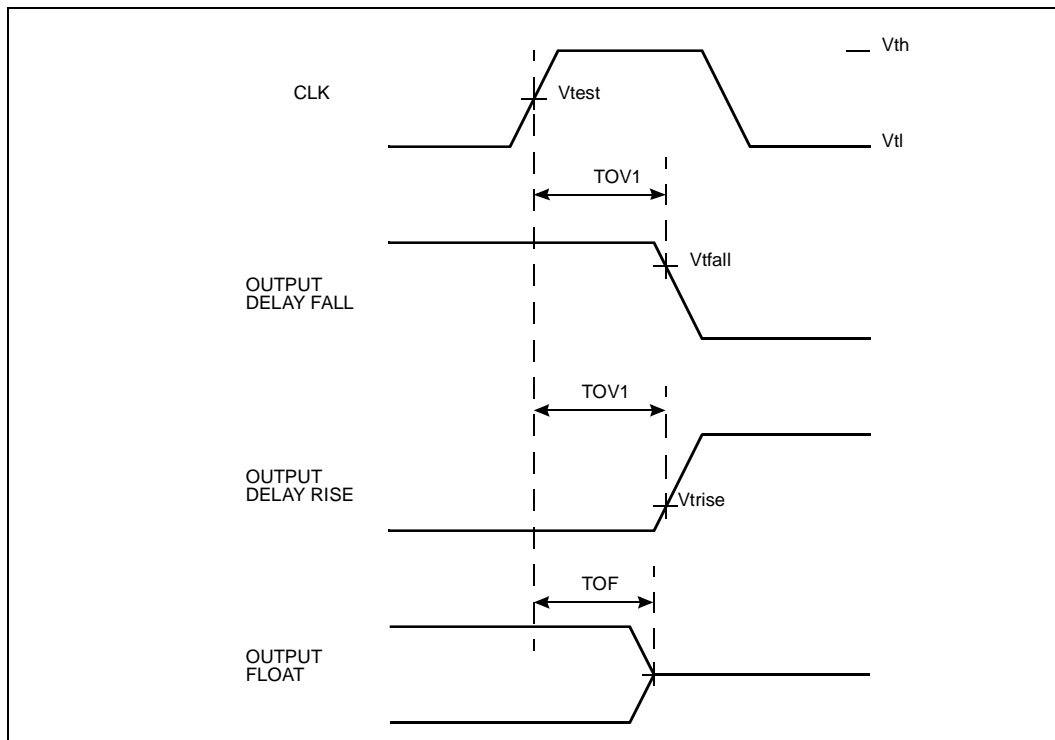 Vth
CLK
Vtest
Vtl
TOV1
Vtfall
OUTPUT
DELAY FALL
TOV1
OUTPUT
DELAY RISE
Vtrise
TOF
OUTPUT
FLOAT